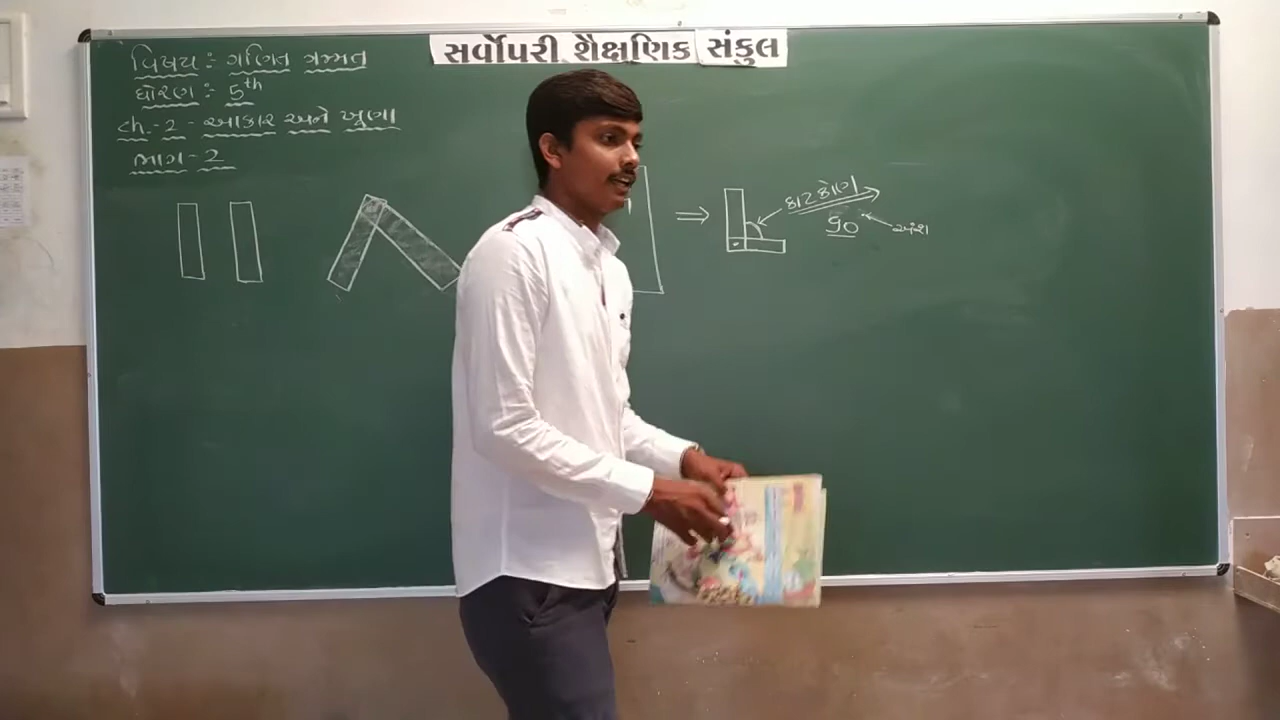 સર્વોપરી શૈક્ષણિક સંકુલ
વિષય :- ગણિત ગમ્મત
ધોરણ :- 5th
ch.-2 - આકાર અને ખૂણા
ભાગ - 2
કાટકોણ
90
અંશ